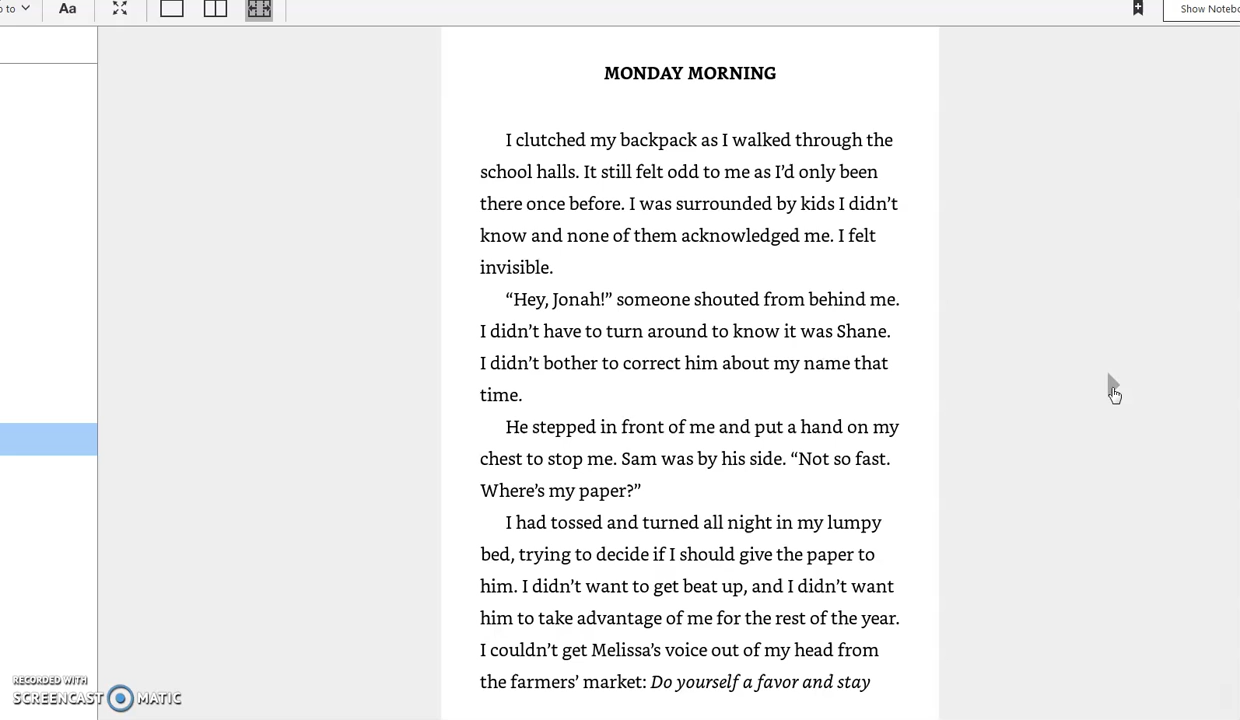 to
Aa
Show Notebo
MONDAY MORNING
I clutched my backpack as I walked through the
school halls. It still felt odd to me as I’d only been
there once before. I was surrounded by kids I didn’t
know and none of them acknowledged me. I felt
invisible.
“Hey, Jonah!” someone shouted from behind me.
I didn’t have to turn around to know it was Shane.
I didn’t bother to correct him about my name that
time.
He stepped in front of me and put a hand on my
chest to stop me. Sam was by his side. “Not so fast.
Where’s my paper?”
I had tossed and turned all night in my lumpy
bed, trying to decide if I should give the paper to
him. I didn’t want to get beat up, and I didn’t want
him to take advantage of me for the rest of the year.
I couldn’t get Melissa’s voice out of my head from
the farmers’ market: Do yourself a favor and stay
RECORDED WITH
SCREENCAST MATIC